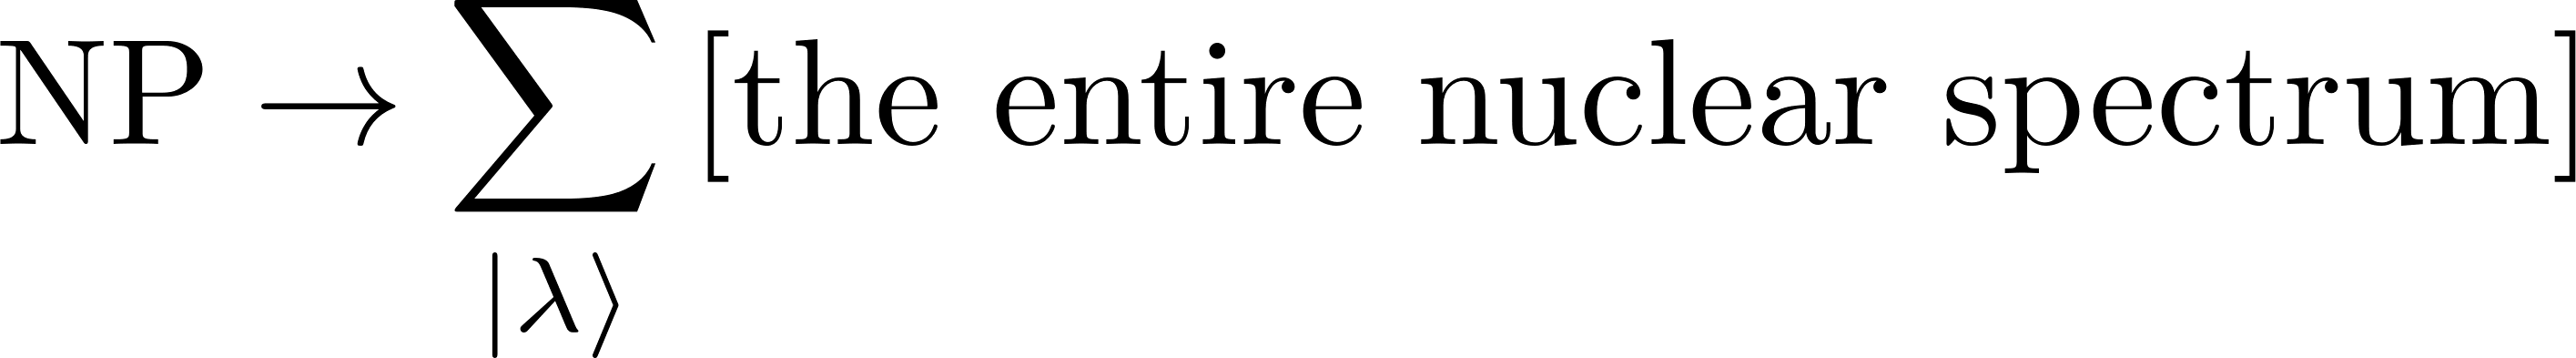 NP → ∑ [the entire nuclear spectrum]
|λ⟩